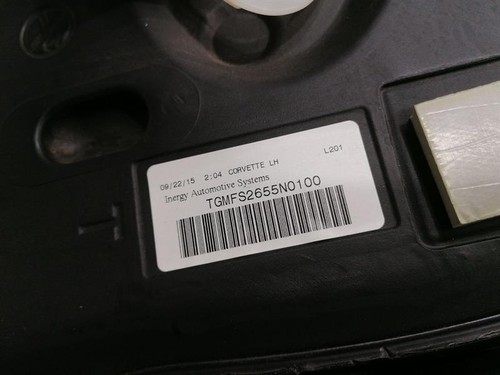 09/22/15 2:04 CORVETTE LH L201
Inergy Automotive Systems
TGMFS2655N0100